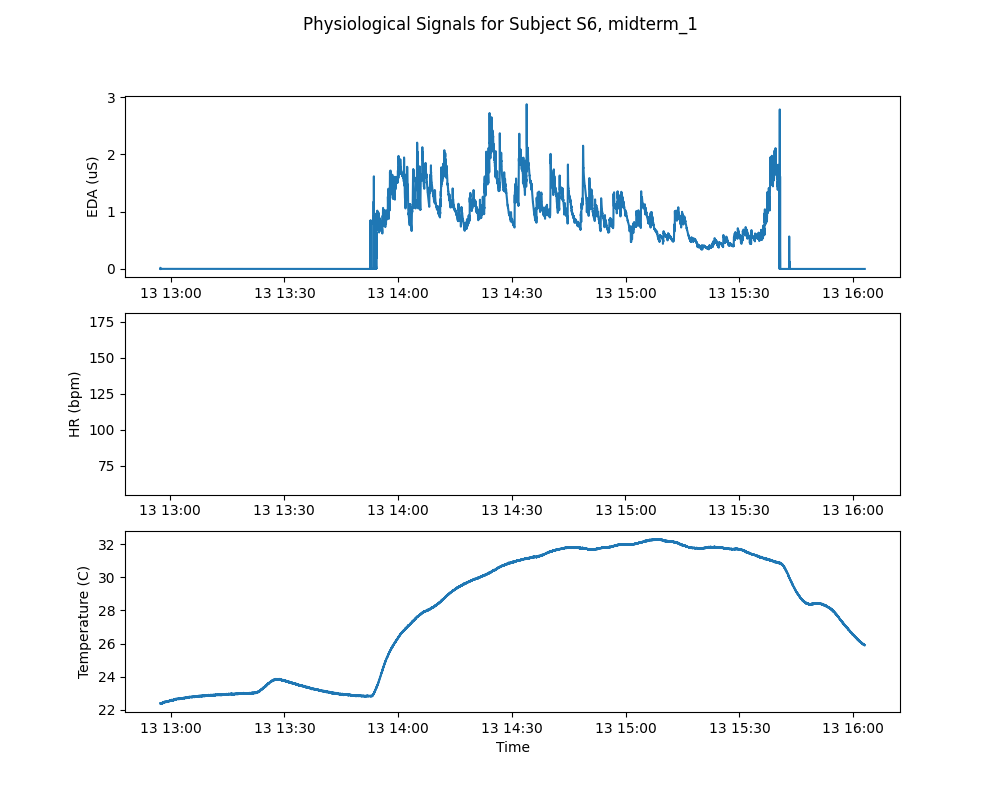 Physiological Signals for Subject S6, midterm_1
3
2
1
0
EDA (uS)
13 13:00 13 13:30 13 14:00 13 14:30 13 15:00 13 15:30 13 16:00
175
150
125
100
75
HR (bpm)
13 13:00 13 13:30 13 14:00 13 14:30 13 15:00 13 15:30 13 16:00
32
30
28
26
24
22
Temperature (C)
13 13:00 13 13:30 13 14:00 13 14:30 13 15:00 13 15:30 13 16:00
Time